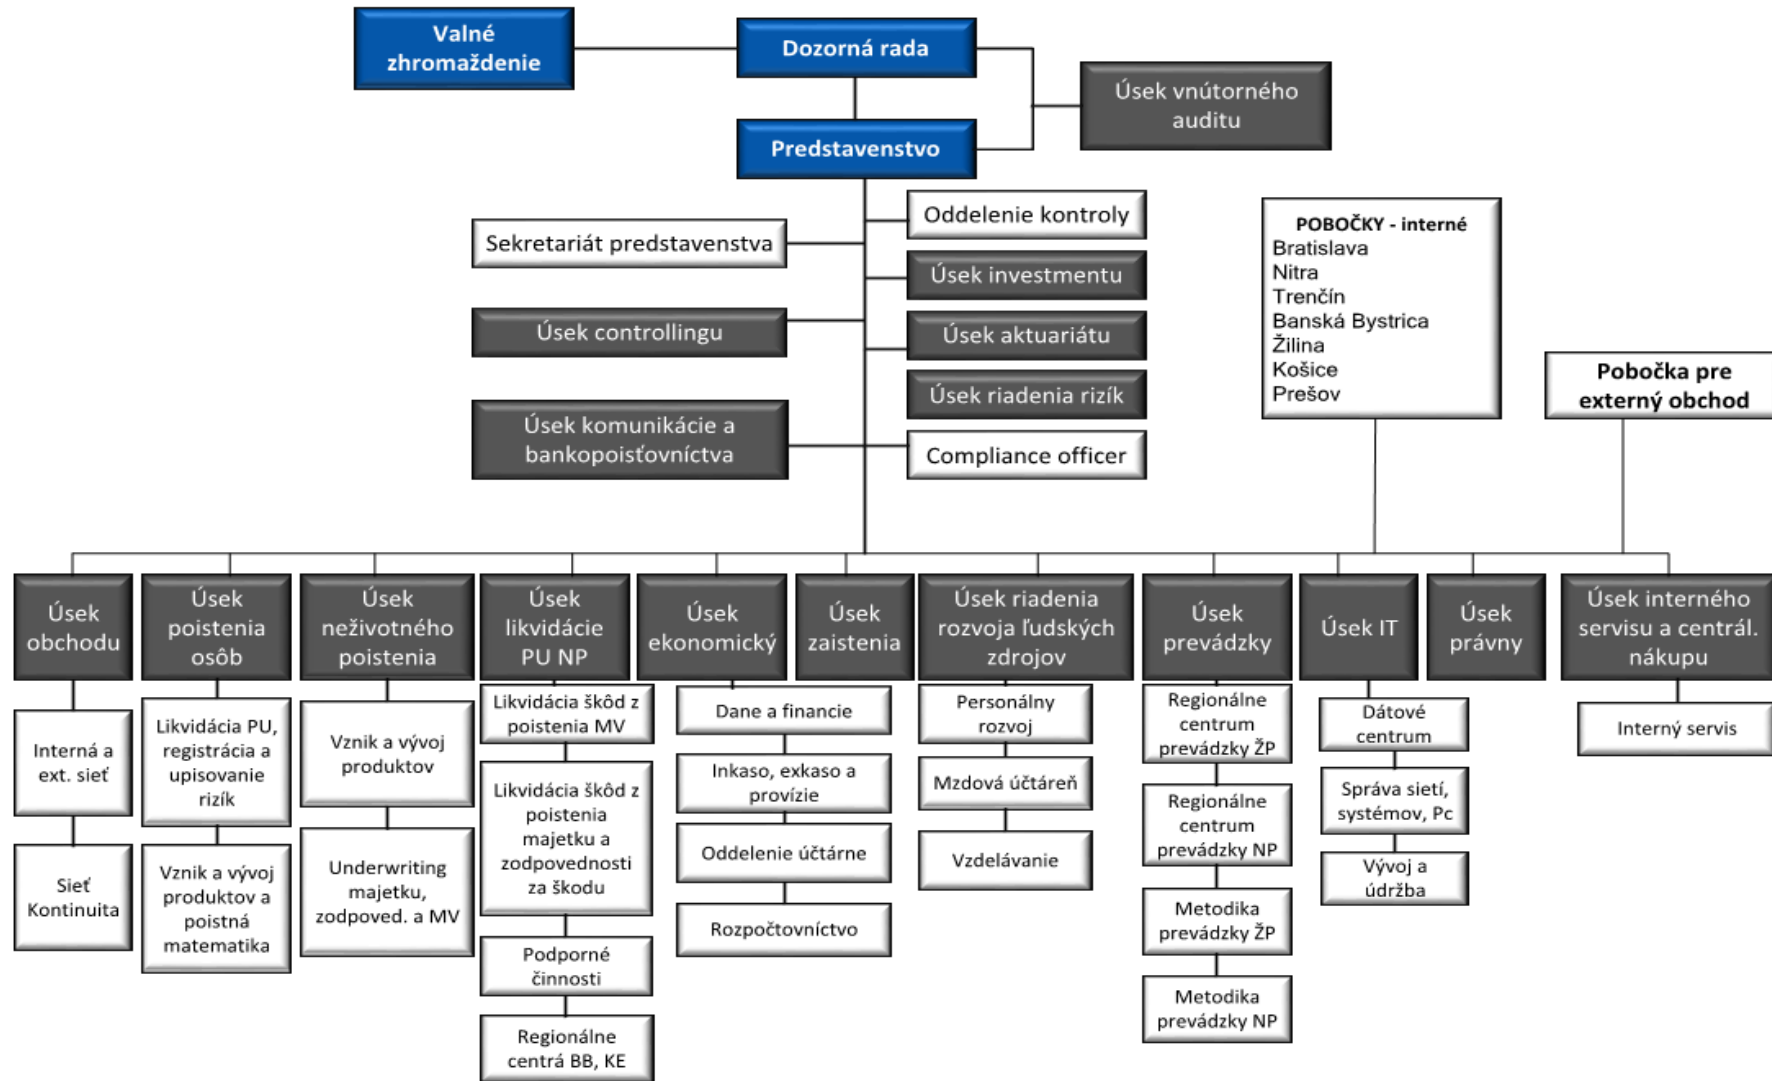 Valné
zhromaždenie
Dozorná rada
Úsek vnútorného
auditu
Predstavenstvo
Oddelenie kontroly
Sekretariát predstavenstva
Úsek investmentu
Úsek controllingu
Úsek aktuariátu
Úsek riadenia rizík
Úsek komunikácie a
bankopoisťovníctva
Compliance officer
POBOČKY - interné
Bratislava
Nitra
Trenčín
Banská Bystrica
Žilina
Košice
Prešov
Pobočka pre
externý obchod
Úsek
obchodu
Úsek
poistenia
osôb
Úsek
neživotného
poistenia
Úsek
likvidácie
PU NP
Úsek
ekonomický
Úsek
zaistenia
Úsek riadenia
rozvoja ľudských
zdrojov
Úsek
prevádzky
Úsek IT
Úsek
právny
Úsek interného
servisu a centrál.
nákupu
Interná a
ext. sieť
Sieť
Kontinuita
Likvidácia PU,
registrácia a
upisovanie
rizík
Vznik a vývoj
produktov a
poistná
matematika
Vznik a vývoj
produktov
Underwriting
majetku,
zodpoved. a MV
Likvidácia škôd z
poistenia MV
Likvidácia škôd z
poistenia
majetku a
zodpovednosti
za škodu
Podporné
činnosti
Regionálne
centrá BB, KE
Dane a financie
Inkaso, exkaso a
provízie
Oddelenie účtárne
Rozpočtovníctvo
Personálny
rozvoj
Mzdová účtáreň
Vzdelávanie
Regionálne
centrum
prevádzky ŽP
Regionálne
centrum
prevádzky NP
Metodika
prevádzky ŽP
Metodika
prevádzky NP
Dátové
centrum
Správa sietí,
systémov, Pc
Vývoj a
údržba
Interný servis